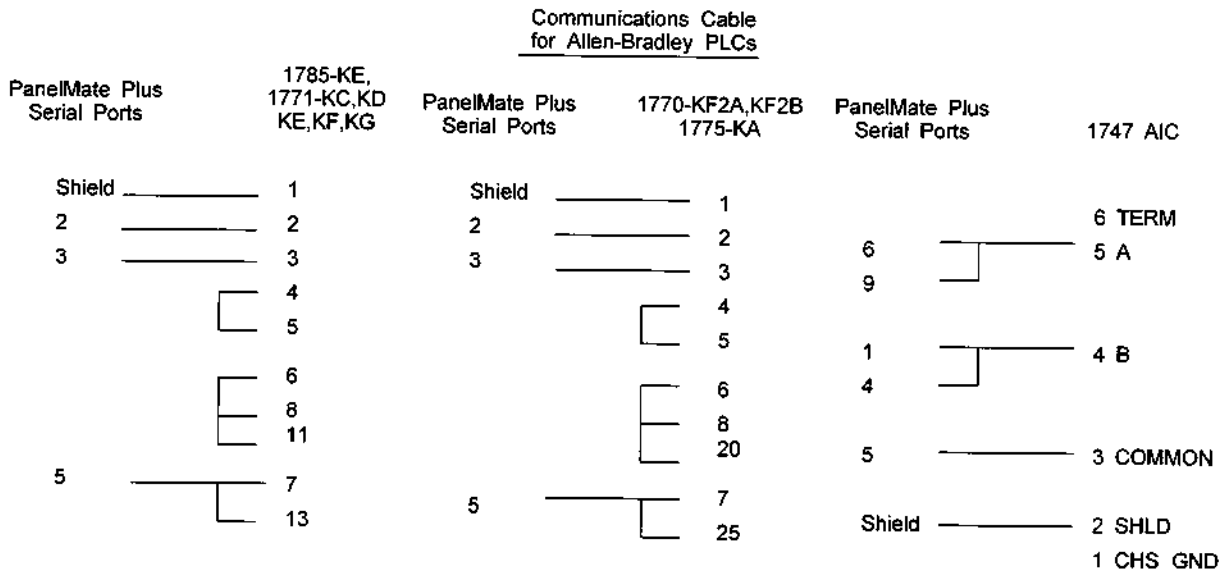 Communications Cable
for Allen-Bradley PLCs
PanelMate Plus
Serial Ports
1785-KE,
1771-KC,KD
KE,KF,KG
Shield 1
2 2
3 3
4
5
6
8
11
5 7
13
PanelMate Plus
Serial Ports
1770-KF2A,KF2B
1775-KA
Shield 1
2 2
3 3
4
5
6
8
20
5 7
25
PanelMate Plus
Serial Ports
1747 AIC
6 TERM
6 5 A
9
1 4 B
4
5 3 COMMON
Shield 2 SHLD
1 CHS GND